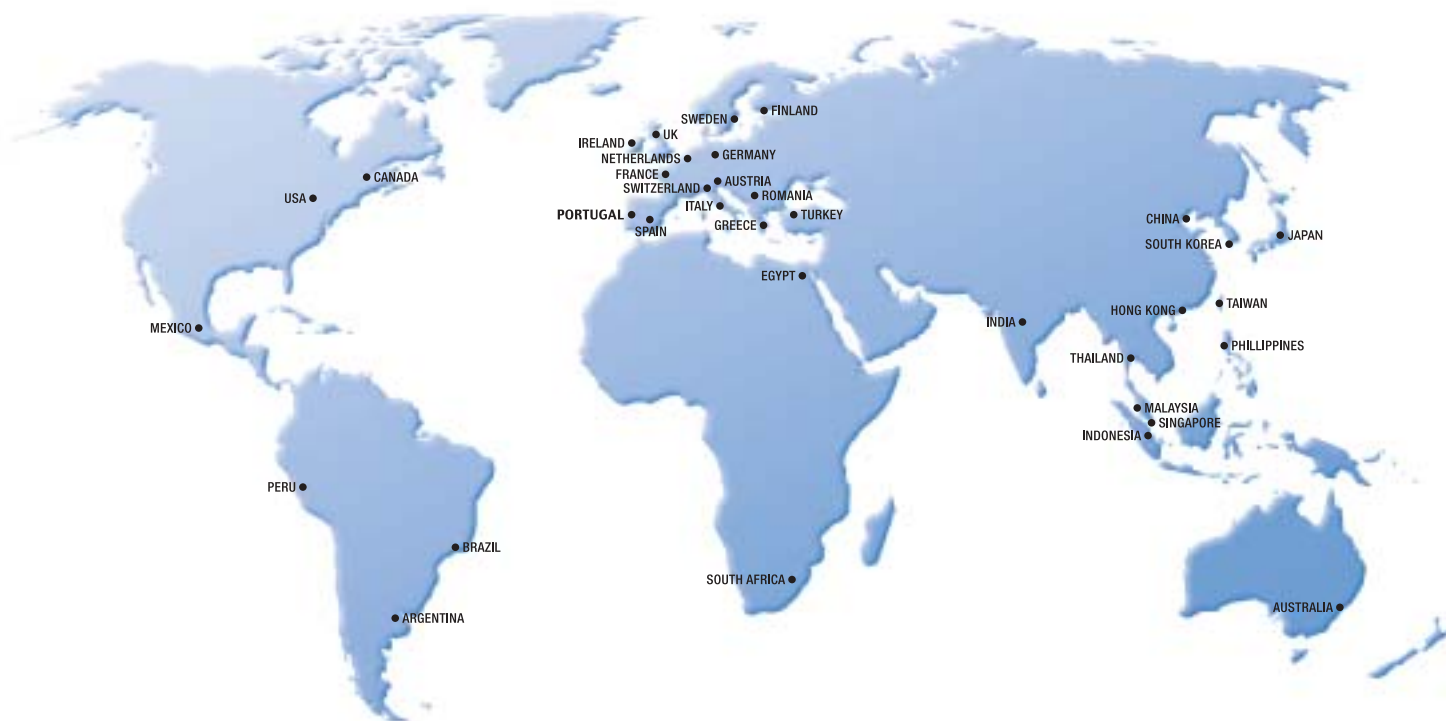 FINLAND
SWEDEN
UK
IRELAND
NETHERLANDS
GERMANY
FRANCE
CANADA
AUSTRIA
SWITZERLAND
USA
ROMANIA
ITALY
PORTUGAL
TURKEY
SPAIN
GREECE
CHINA
JAPAN
SOUTH KOREA
EGYPT
TAIWAN
HONG KONG
INDIA
MEXICO
PHILLIPPINES
THAILAND
MALAYSIA
SINGAPORE
INDONESIA
PERU
BRAZIL
SOUTH AFRICA
AUSTRALIA
ARGENTINA